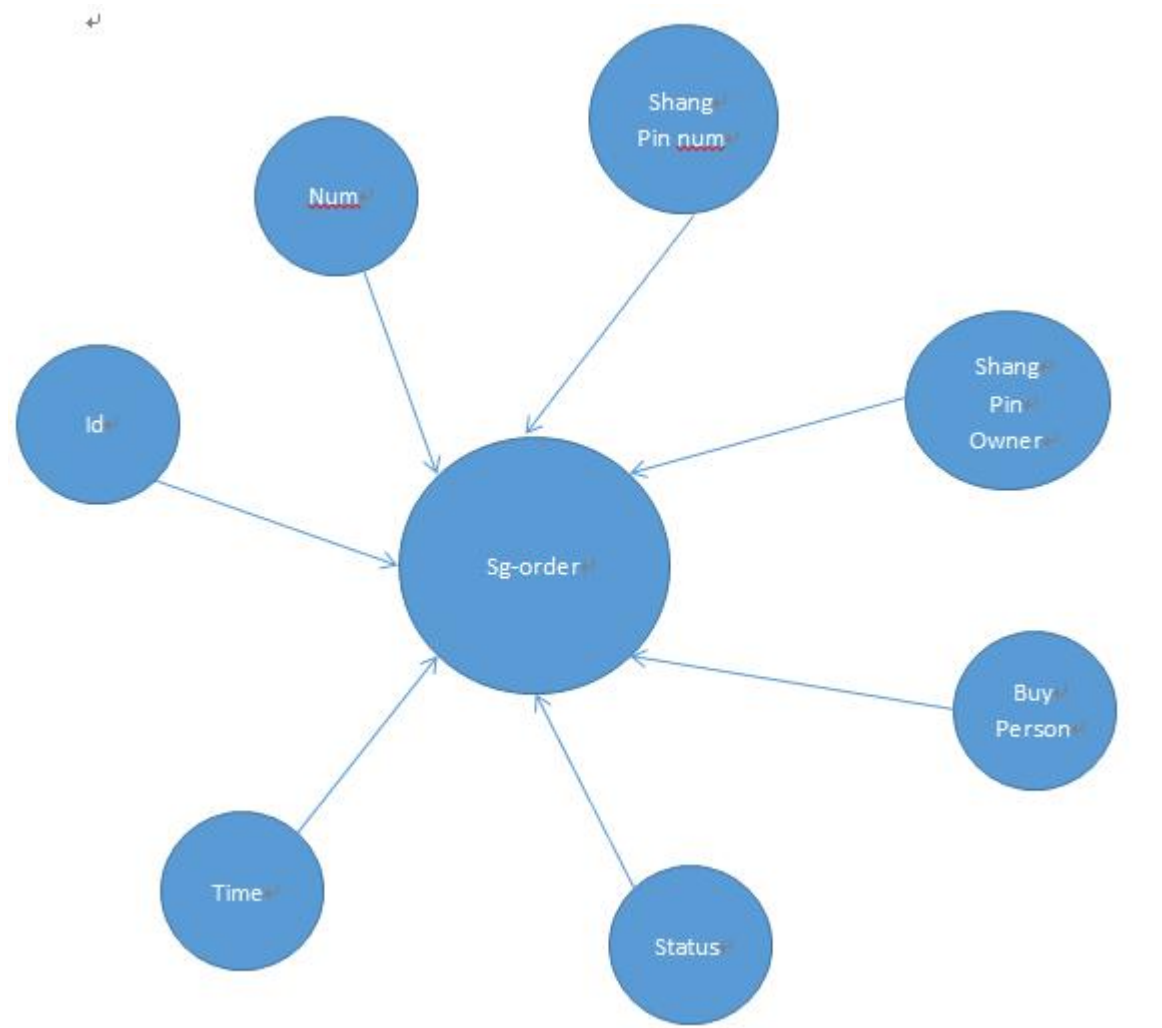 Shang
Pin num
Num
Shang
Pin
Owner
Id
Sg-order
Buy
Person
Time
Status